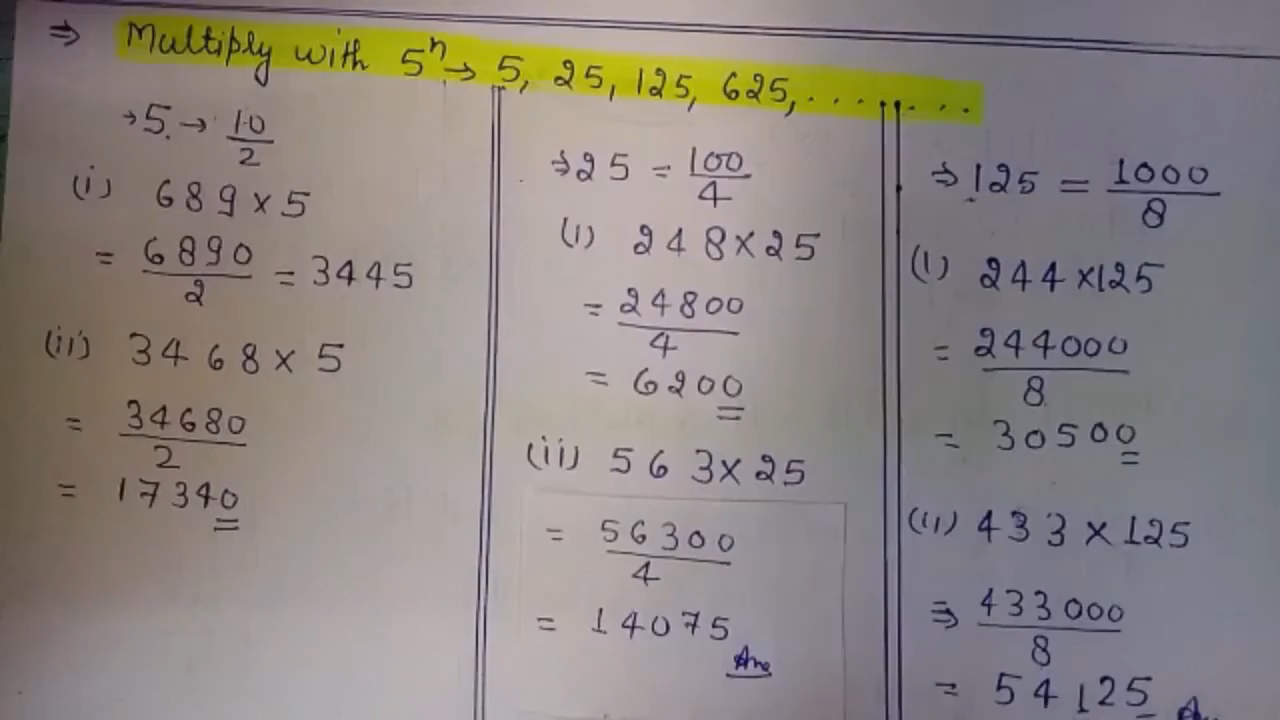 ⇒ Multiply with 5ⁿ → 5, 25, 125, 625, . . . . . . . .
→ 5. → 10/2
(i) 689 × 5
= 6890/2 = 3445
(ii) 3468 × 5
= 34680/2
= 17340
⇒ 25 = 100/4
(i) 248 × 25
= 24800/4
= 6200
(ii) 563 × 25
= 56300/4
= 14075
Ans
⇒ 125 = 1000/8
(i) 244 × 125
= 244000/8
= 30500
(ii) 433 × 125
⇒ 433000/8
= 54125